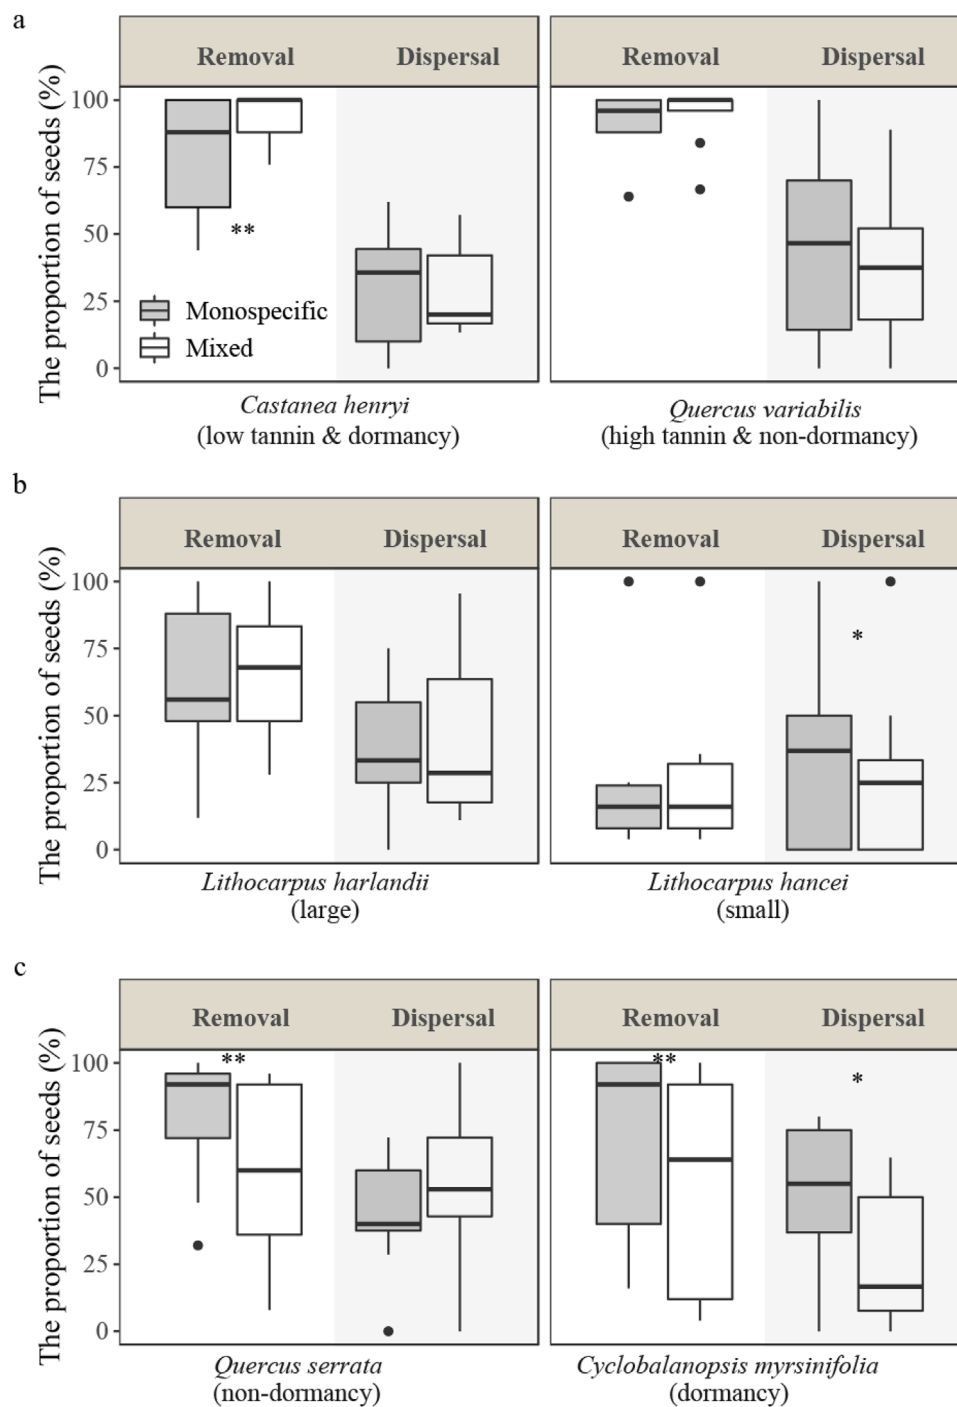 a
Removal Dispersal Removal Dispersal
The proportion of seeds (%)
100
75
50
25
0
**
Monospecific
Mixed
Castanea henryi
(low tannin & dormancy)
Quercus variabilis
(high tannin & non-dormancy)
b
Removal Dispersal Removal Dispersal
The proportion of seeds (%)
100
75
50
25
0
*
Lithocarpus harlandii
(large)
Lithocarpus hancei
(small)
c
Removal Dispersal Removal Dispersal
The proportion of seeds (%)
100
75
50
25
0
**
**
*
Quercus serrata
(non-dormancy)
Cyclobalanopsis myrsinifolia
(dormancy)